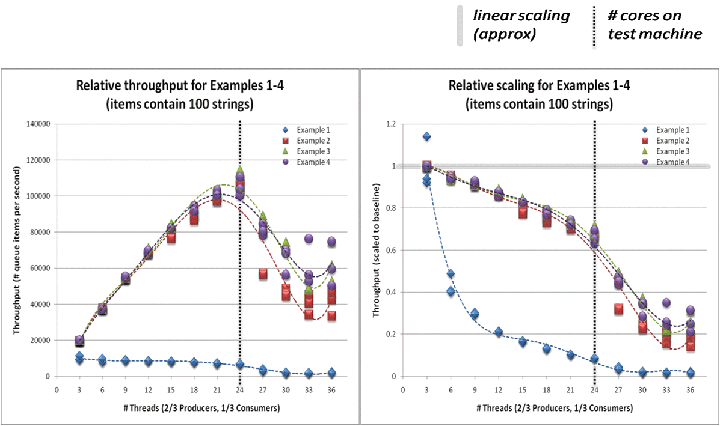 linear scaling
(approx)
# cores on
test machine
Relative throughput for Examples 1-4
(items contain 100 strings)
Throughput (# queue items per second)
140000
120000
100000
80000
60000
40000
20000
0
Example 1
Example 2
Example 3
Example 4
0 3 6 9 12 15 18 21 24 27 30 33 36
# Threads (2/3 Producers, 1/3 Consumers)
Relative scaling for Examples 1-4
(items contain 100 strings)
Throughput (scaled to baseline)
1.2
1
0.8
0.6
0.4
0.2
0
Example 1
Example 2
Example 3
Example 4
0 3 6 9 12 15 18 21 24 27 30 33 36
# Threads (2/3 Producers, 1/3 Consumers)